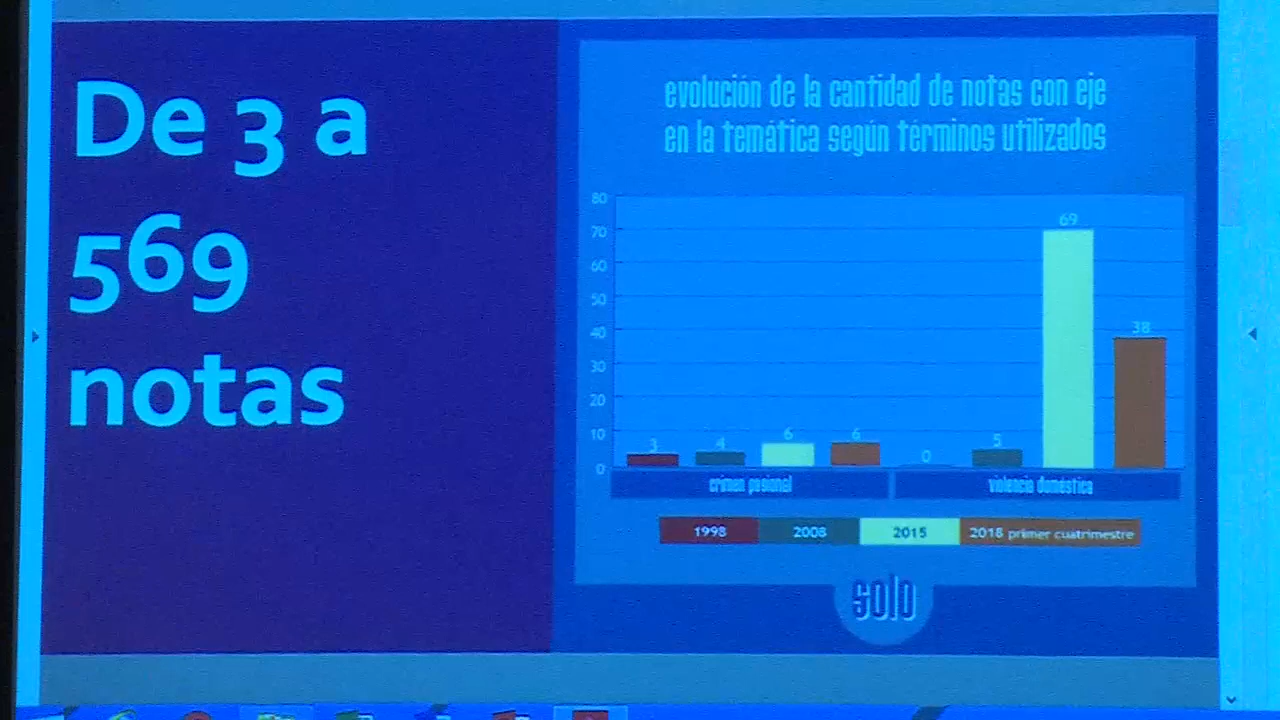 De 3 a
569
notas
evolución de la cantidad de notas con eje
en la temática según términos utilizados
80
70
60
50
40
30
20
10
0
3
4
6
6
0
5
69
38
crimen pasional
violencia doméstica
1998
2008
2015
2018 primer cuatrimestre
solo